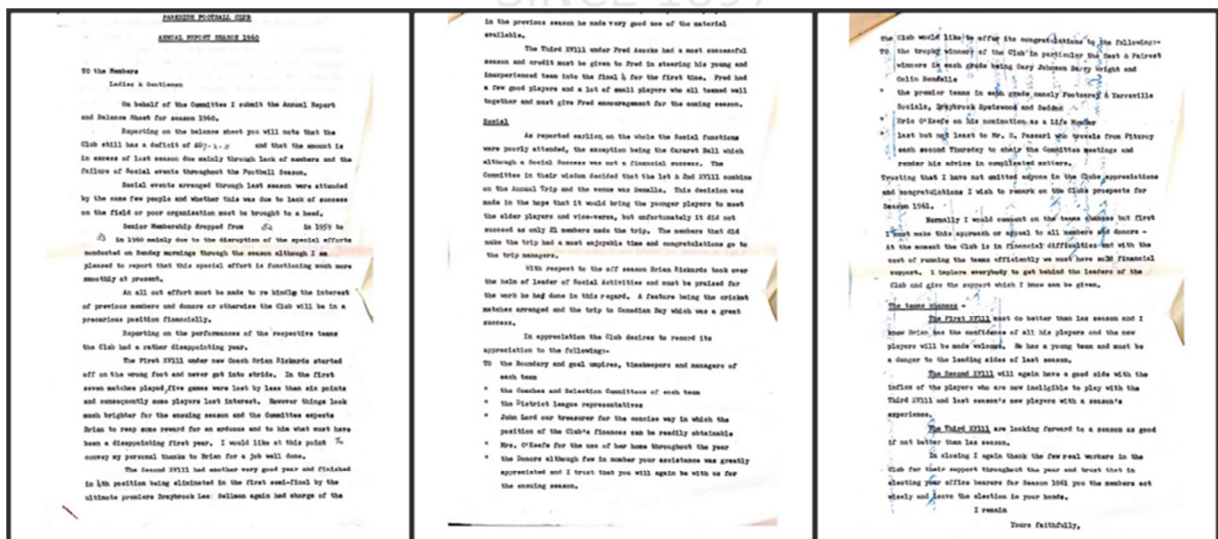 SINCE 1897
PARKSIDE FOOTBALL CLUB
ANNUAL REPORT SEASON 1960
TO the Members
Ladies & Gentlemen
On behalf of the Committee I submit the Annual Report
and Balance Sheet for season 1960.
Reporting on the balance sheet you will note that the
Club still has a deficit of and that the amount is
in excess of last season due mainly through lack of members and the
failure of Social events throughout the Football Season.
Social events arranged through last season were attended
by the same few people and whether this was due to lack of success
on the field or poor organisation must be brought to a head.
Senior Membership dropped from 52 in 1959 to
33 in 1960 mainly due to the disruption of the special efforts
conducted on Sunday mornings through the season although I am
pleased to report that this special effort is functioning much more
smoothly at present.
An all out effort must be made to re kindle the interest
of previous members and donors or otherwise the Club will be in a
precarious position financially.
Reporting on the performances of the respective teams
the Club had a rather disappointing year.
The First XV111 under new Coach Brian Rickards started
off on the wrong foot and never got into stride. In the first
seven matches played,five games were lost by less than six points
and consequently some players lost interest. However things look
much brighter for the ensuing season and the Committee expects
Brian to reap some reward for an arduous and to him what must have
been a disappointing first year. I would like at this point to
convey my personal thanks to Brian for a job well done.
The Second XV111 had another very good year and finished
in 4th position being eliminated in the first semi-final by the
ultimate premiers Braybrook Les: Sellman again had charge of the
in the previous season he made very good use of the material
available.
The Third XV111 under Fred Acocks had a most successful
season and credit must be given to Fred in steering his young and
inexperienced team into the final 4 for the first time. Fred had
a few good players and a lot of small players who all teamed well
together and must give Fred encouragement for the coming season.
Social
As reported earlier, on the whole the Social functions
were poorly attended, the exception being the Cabaret Ball which
although a Social Success was not a financial success. The
Committee in their wisdom decided that the 1st & 2nd XV111 combine
on the Annual Trip and the venue was Benalla. This decision was
made in the hope that it would bring the younger players to meet
the older players and vice-versa, but unfortunately it did not
succeed as only 21 members made the trip. The members that did
make the trip had a most enjoyable time and congratulations go to
the trip managers.
With respect to the off season Brian Rickards took over
the helm of leader of Social Activities and must be praised for
the work he had done in this regard. A feature being the cricket
matches arranged and the trip to Canadian Bay which was a great
success.
In appreciation the Club desires to record its
appreciation to the following:-
TO the Boundary and goal umpires, timekeepers and managers of
each team
" the Coaches and Selection Committees of each team
" the District league representatives
" John Lord our treasurer for the concise way in which the
position of the Club's finances can be readily obtainable
" Mrs. O'Keefe for the use of her home throughout the year
" the Donors although few in number your assistance was greatly
appreciated and I trust that you will again be with us for
the ensuing season.
The Club would like to offer its congratulations to the following:-
TO the trophy winners of the Club in particular the Best & Fairest
winners in each grade being Gary Johnson Barry Wright and
Colin Rendalls
" the premier teams in each grade namely Footscray & Yarraville
Socials, Braybrook Spotswood and Seddon
" Eric O'Keefe on his nomination as a Life Member
" last but not least to Mr. who travels from Fitzroy
each second Thursday to chair the Committee meetings and
render his advice in complicated matters.
Trusting that I have not omitted anyone in the Clubs appreciations
and congratulations I wish to remark on the Clubs prospects for
Season 1961.
Normally I would comment on the teams chances but first
I must make this approach or appeal to all members and donors -
At the moment the Club is in financial difficulties and with the
cost of running the teams efficiently we must have some financial
support. I implore everybody to get behind the leaders of the
Club and give the support which I know can be given.
The teams chances -
The First XV111 must do better than las season and I
know Brian has the confidence of all his players and the new
players will be made welcome. He has a young team and must be
a danger to the leading sides of last season.
The Second XV111 will again have a good side with the
influx of the players who are now ineligible to play with the
Third XV111 and last season's new players with a season's
experience.
The Third XV111 are looking forward to a season as good
if not better than las season.
In closing I again thank the few real workers in the
Club for their support throughout the year and trust that in
electing your office bearers for Season 1961 you the members act
wisely and leave the election in your hands.
I remain
Yours faithfully,